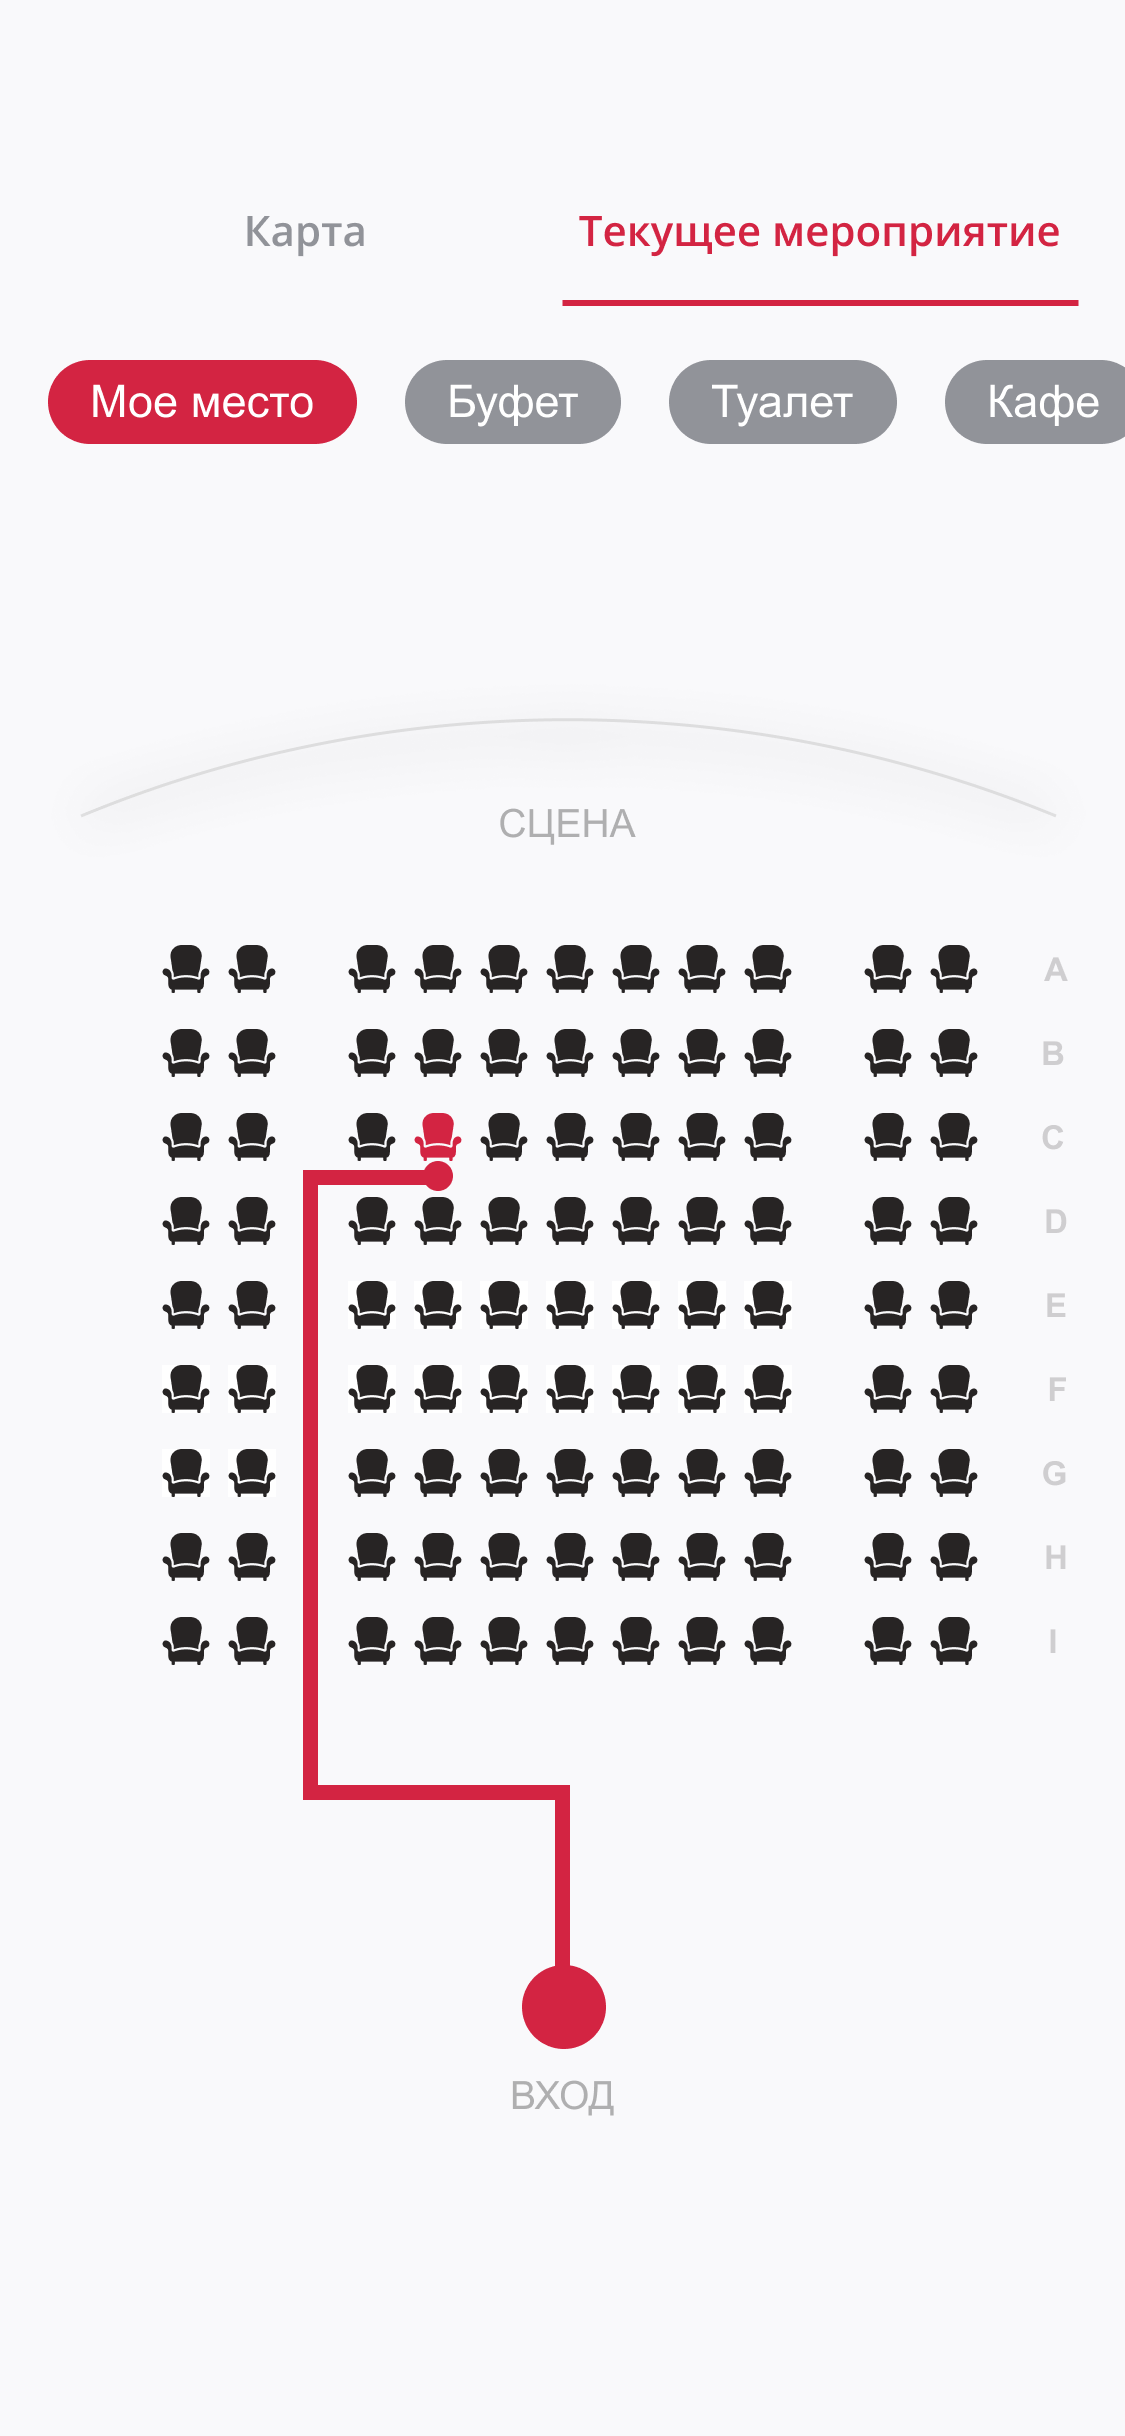 Карта
Текущее мероприятие
Мое место
Буфет
Туалет
Кафе
СЦЕНА
A
B
C
D
E
F
G
H
I
ВХОД